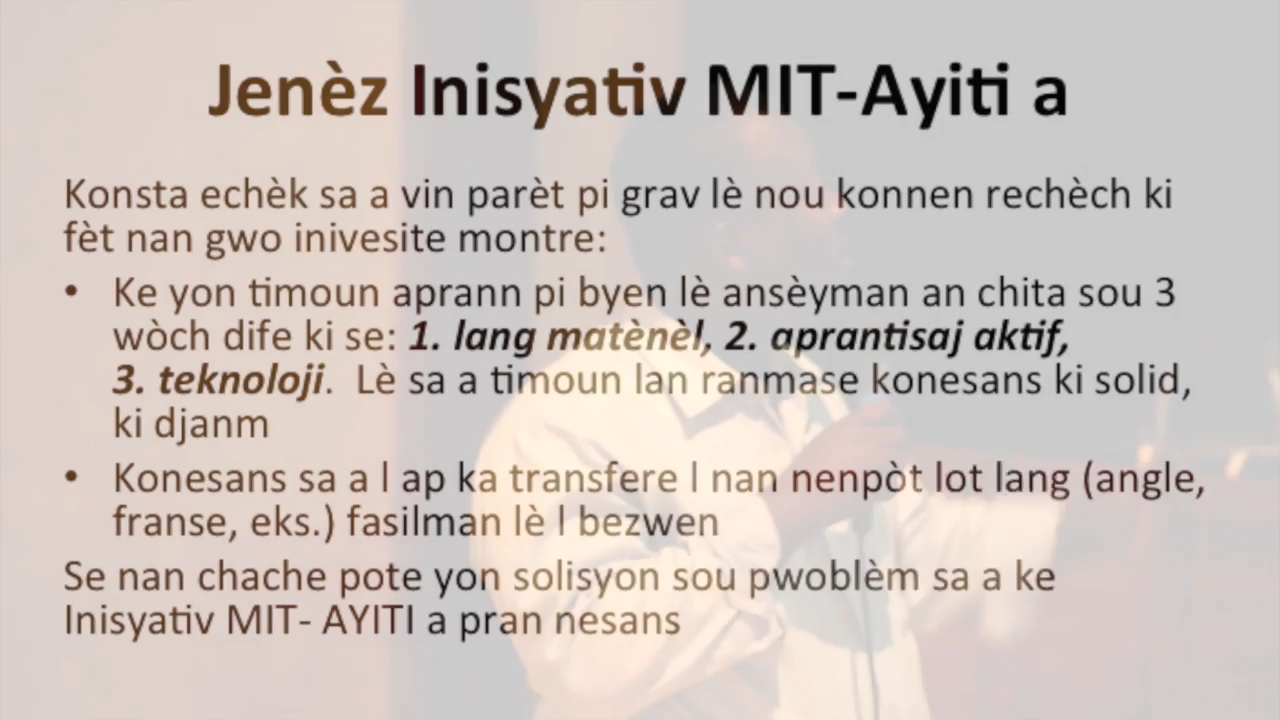 Jenèz Inisyativ MIT-Ayiti a
Konsta echèk sa a vin parèt pi grav lè nou konnen rechèch ki
fèt nan gwo inivesite montre:
• Ke yon timoun aprann pi byen lè ansèyman an chita sou 3
wòch dife ki se: 1. lang matènèl, 2. aprantisaj aktif,
3. teknoloji. Lè sa a timoun lan ranmase konesans ki solid,
ki djanm
• Konesans sa a l ap ka transfere l nan nenpòt lot lang (angle,
franse, eks.) fasilman lè l bezwen
Se nan chache pote yon solisyon sou pwoblèm sa a ke
Inisyativ MIT- AYITI a pran nesans